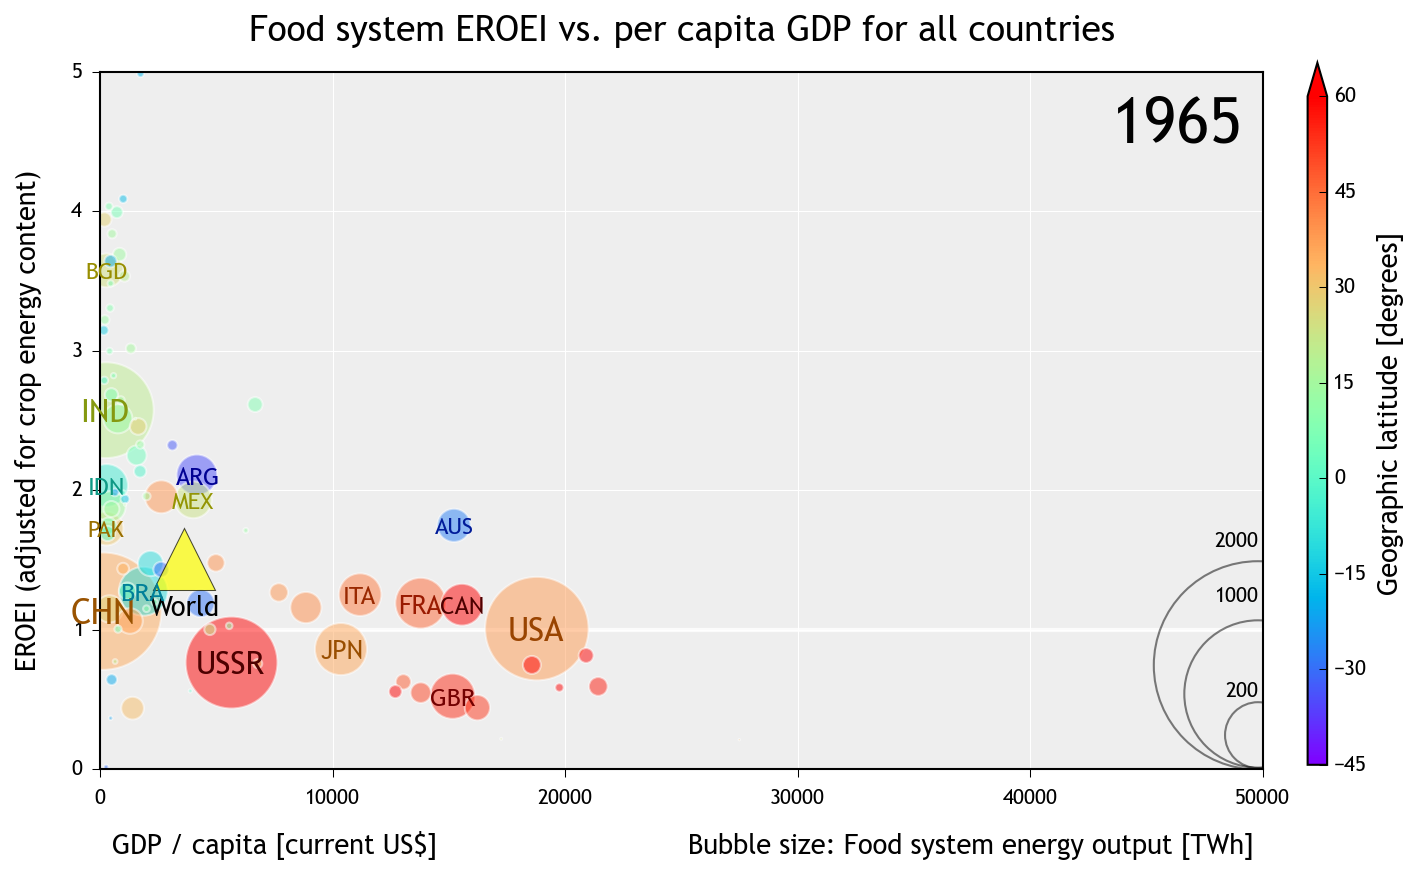 Food system EROEI vs. per capita GDP for all countries
1965
EROEI (adjusted for crop energy content)
5
4
3
2
1
0
BGD
IND
IDN
ARG
MEX
PAK
AUS
BRA
World
CHN
ITA
FRA
CAN
USA
JPN
USSR
GBR
2000
1000
200
0
10000
20000
30000
40000
50000
GDP / capita [current US$]
Bubble size: Food system energy output [TWh]
60
45
30
15
0
−15
−30
−45
Geographic latitude [degrees]